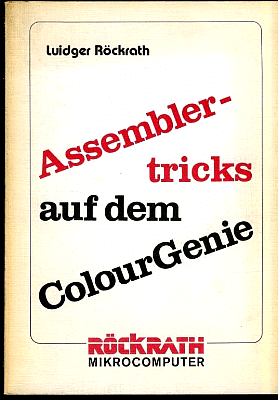 Luidger Röckrath
Assembler-
tricks
auf dem
ColourGenie
RÖCKRATH
MIKROCOMPUTER